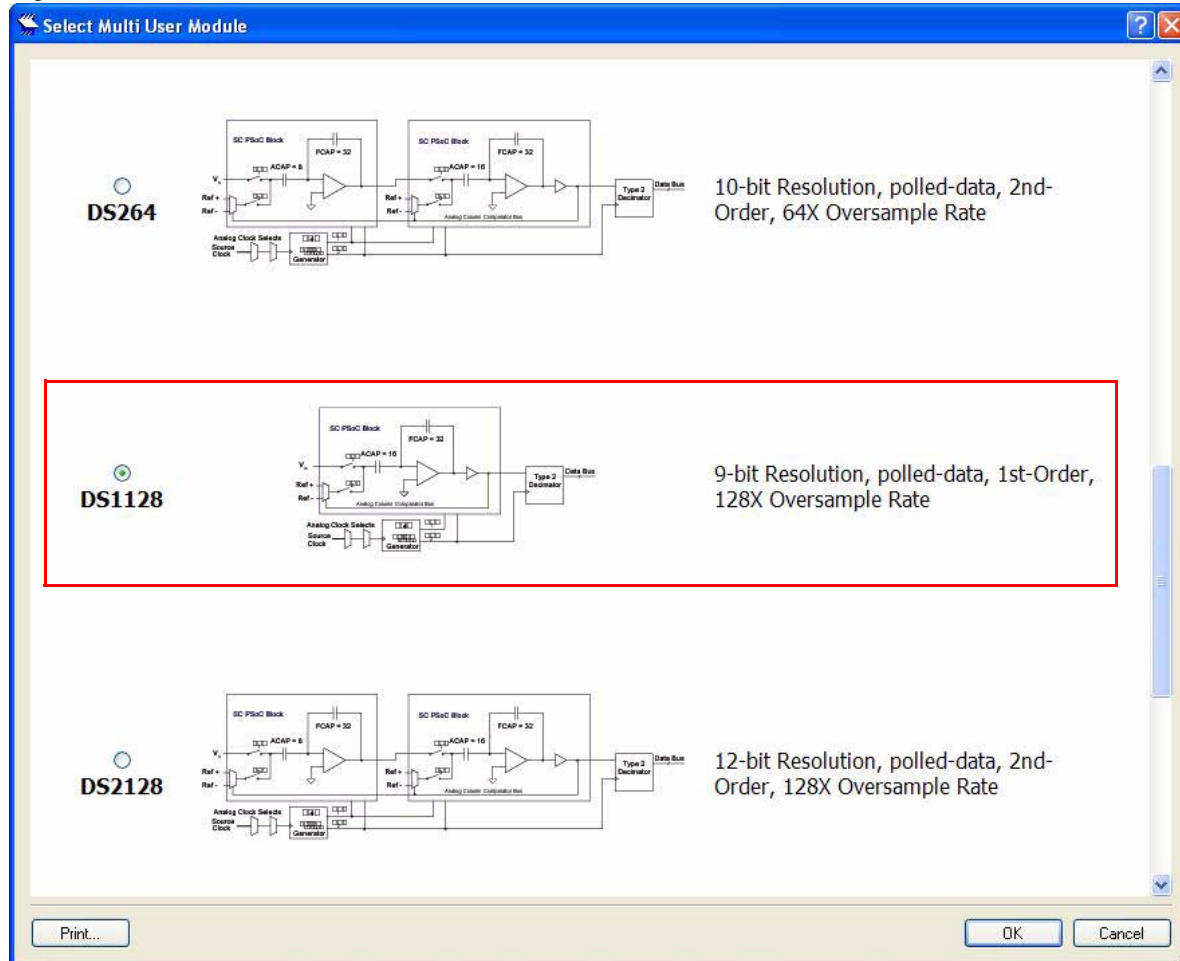 Select Multi User Module
SC PSoC Block
FCAP = 32
ACAP = 8
Ref +
Ref -
SC PSoC Block
FCAP = 32
ACAP = 16
Ref +
Ref -
Analog Column Comparator Bus
Type 2
Decimator
Data Bus
Analog Clock Selects
Source
Clock
Generator
DS264
10-bit Resolution, polled-data, 2nd-
Order, 64X Oversample Rate
SC PSoC Block
FCAP = 32
ACAP = 16
Ref +
Ref -
Analog Column Comparator Bus
Type 2
Decimator
Data Bus
Analog Clock Selects
Source
Clock
Generator
DS1128
9-bit Resolution, polled-data, 1st-Order,
128X Oversample Rate
SC PSoC Block
FCAP = 32
ACAP = 8
Ref +
Ref -
SC PSoC Block
FCAP = 32
ACAP = 16
Ref +
Ref -
Analog Column Comparator Bus
Type 2
Decimator
Data Bus
Analog Clock Selects
Source
Clock
Generator
DS2128
12-bit Resolution, polled-data, 2nd-
Order, 128X Oversample Rate
Print...
OK
Cancel